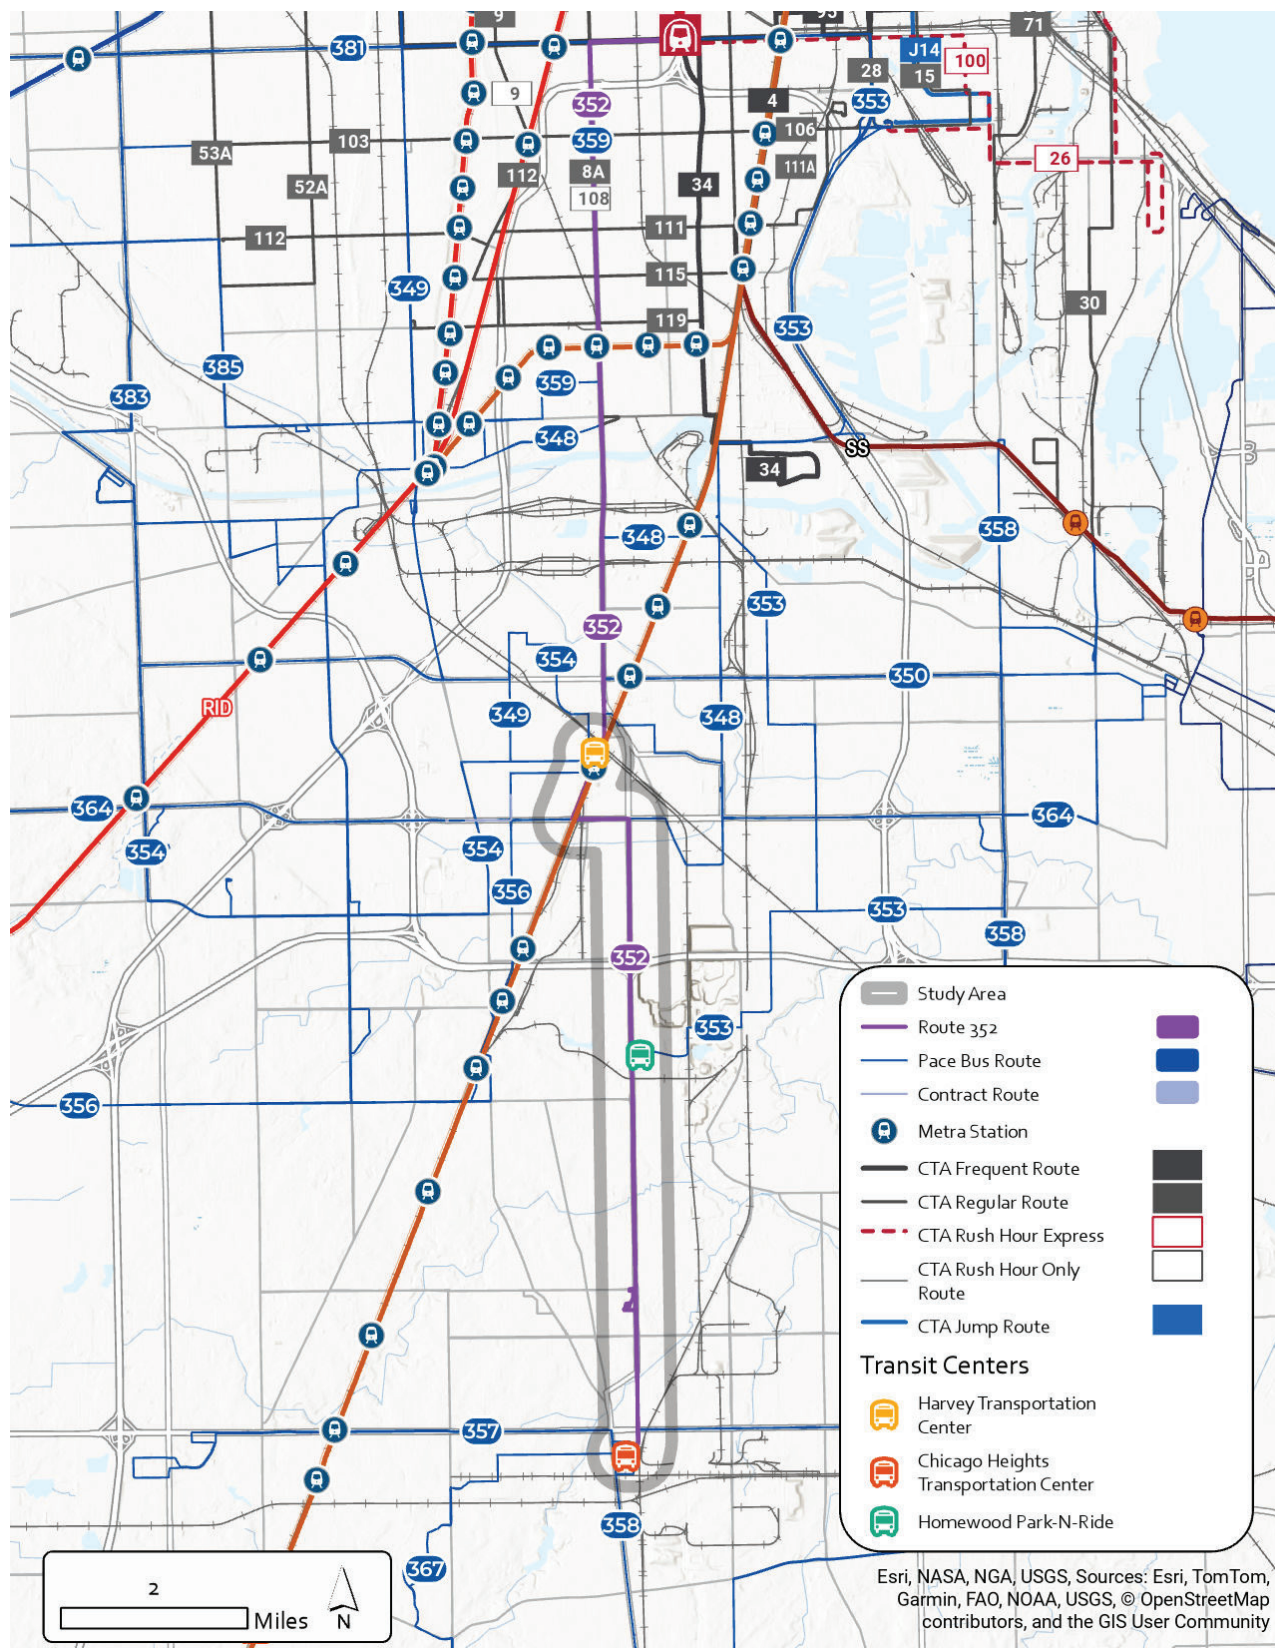 9
95
71
381
J14
100
28
15
9
352
4
353
103
359
106
53A
112
8A
111A
26
52A
34
108
112
111
349
115
30
119
353
385
359
383
348
SS
34
358
348
353
352
354
350
RID
349
348
364
364
354
354
356
353
358
352
353
356
357
358
367
Study Area
Route 352
Pace Bus Route
Contract Route
Metra Station
CTA Frequent Route
CTA Regular Route
CTA Rush Hour Express
CTA Rush Hour Only
Route
CTA Jump Route
Transit Centers
Harvey Transportation
Center
Chicago Heights
Transportation Center
Homewood Park-N-Ride
2
Miles
N
Esri, NASA, NGA, USGS, Sources: Esri, TomTom,
Garmin, FAO, NOAA, USGS, © OpenStreetMap
contributors, and the GIS User Community